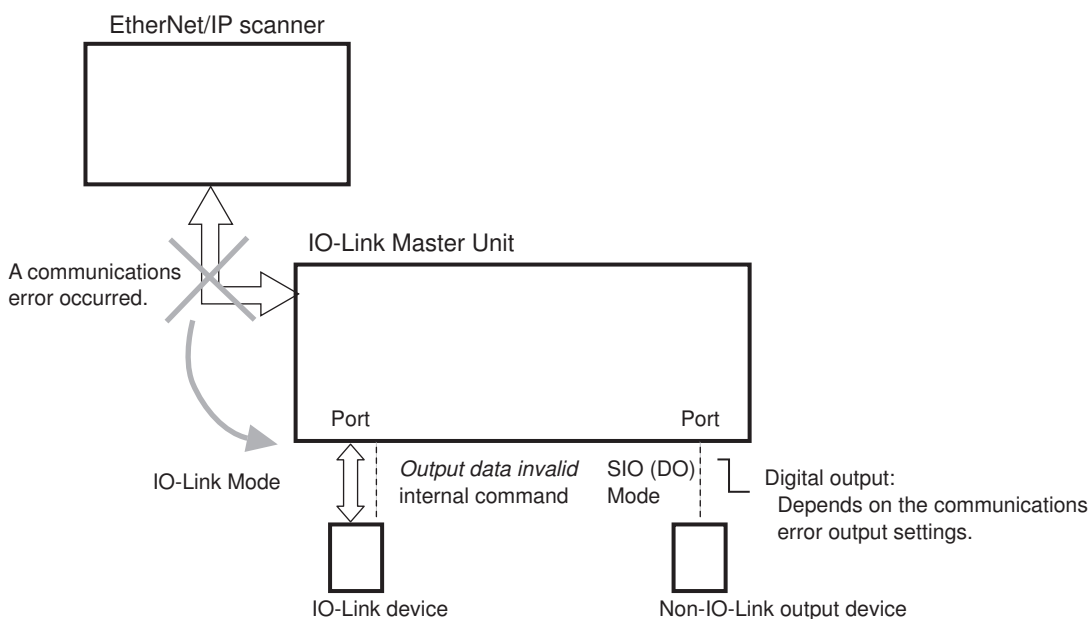 EtherNet/IP scanner
IO-Link Master Unit
A communications
error occurred.
Port
Port
IO-Link Mode
Output data invalid
internal command
SIO (DO)
Mode
Digital output:
Depends on the communications
error output settings.
IO-Link device
Non-IO-Link output device